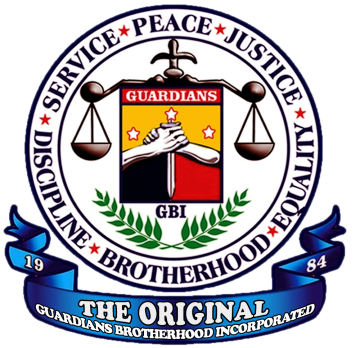 DISCIPLINE ★ SERVICE ★ PEACE ★ JUSTICE ★ EQUALITY ★ BROTHERHOOD ★
GUARDIANS
GBI
19 84
THE ORIGINAL
GUARDIANS BROTHERHOOD INCORPORATED